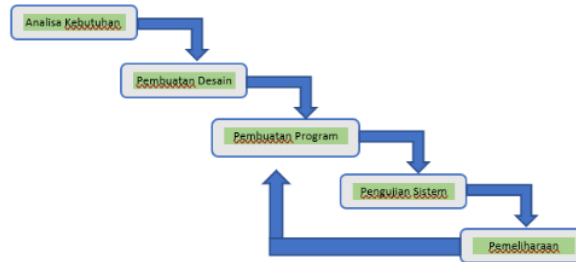 Analisa Kebutuhan
Pembuatan Desain
Pembuatan Program
Pengujian Sistem
Pemeliharaan